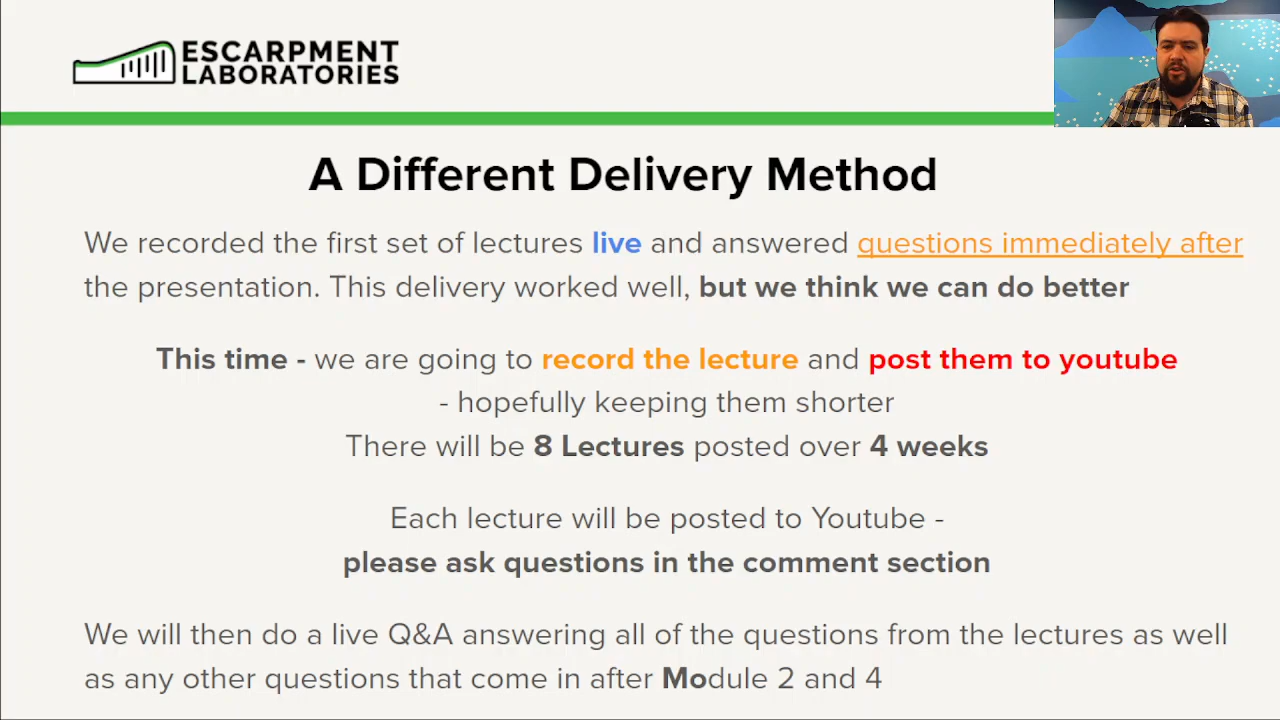 ESCARPMENT
LABORATORIES
A Different Delivery Method
We recorded the first set of lectures live and answered questions immediately after
the presentation. This delivery worked well, but we think we can do better
This time - we are going to record the lecture and post them to youtube
- hopefully keeping them shorter
There will be 8 Lectures posted over 4 weeks
Each lecture will be posted to Youtube -
please ask questions in the comment section
We will then do a live Q&A answering all of the questions from the lectures as well
as any other questions that come in after Module 2 and 4